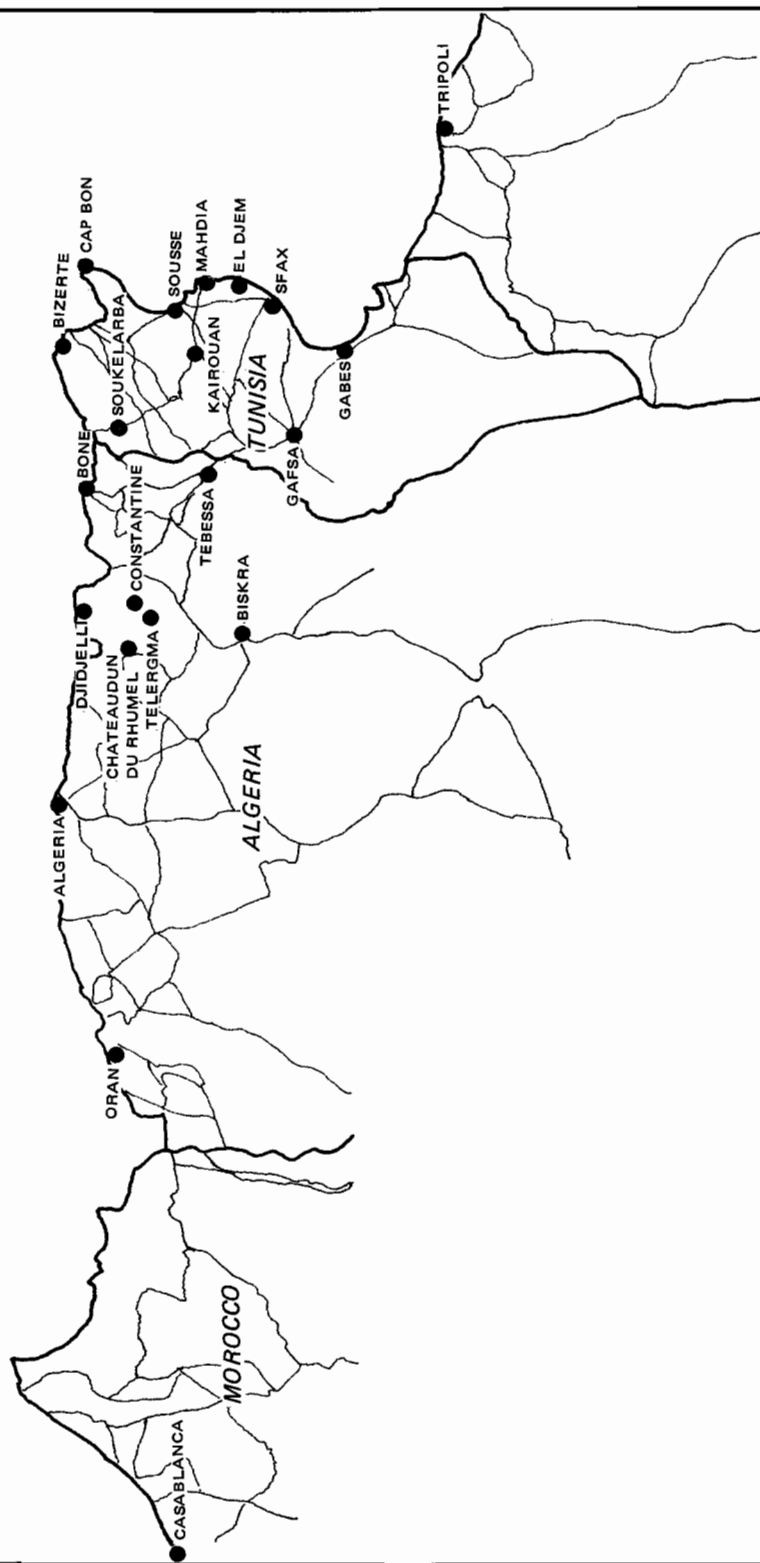 CASABLANCA
MOROCCO
ORAN
ALGERIA
ALGERIA
DJIDJELLI
CHATEAUDUN
DU RHUMEL
TELERGMA
CONSTANTINE
BISKRA
BONE
TEBESSA
SOUKELARBA
BIZERTE
CAP BON
TUNISIA
GAFSA
KAIROUAN
SOUSSE
MAHDIA
EL DJEM
SFAX
GABES
TRIPOLI